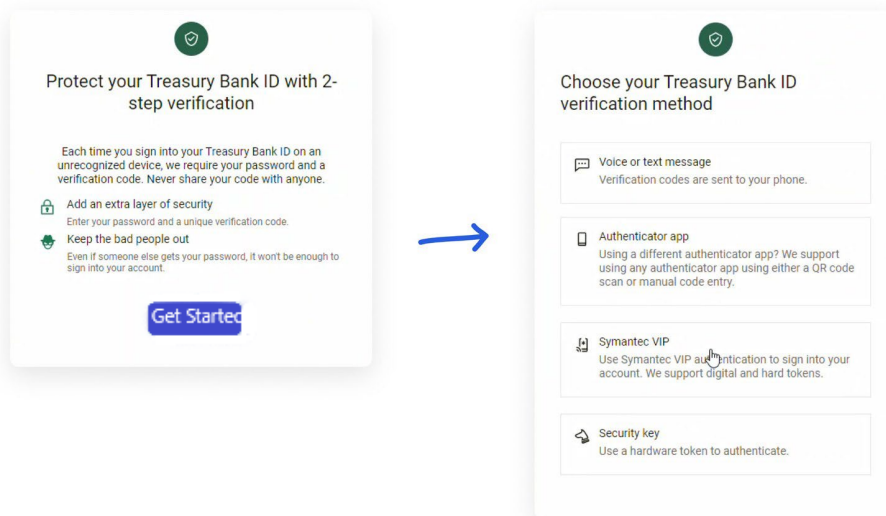 Protect your Treasury Bank ID with 2-
step verification
Each time you sign into your Treasury Bank ID on an
unrecognized device, we require your password and a
verification code. Never share your code with anyone.
Add an extra layer of security
Enter your password and a unique verification code.
Keep the bad people out
Even if someone else gets your password, it won't be enough to
sign into your account.
Get Started
Choose your Treasury Bank ID
verification method
Voice or text message
Verification codes are sent to your phone.
Authenticator app
Using a different authenticator app? We support
using any authenticator app using either a QR code
scan or manual code entry.
Symantec VIP
Use Symantec VIP authentication to sign into your
account. We support digital and hard tokens.
Security key
Use a hardware token to authenticate.